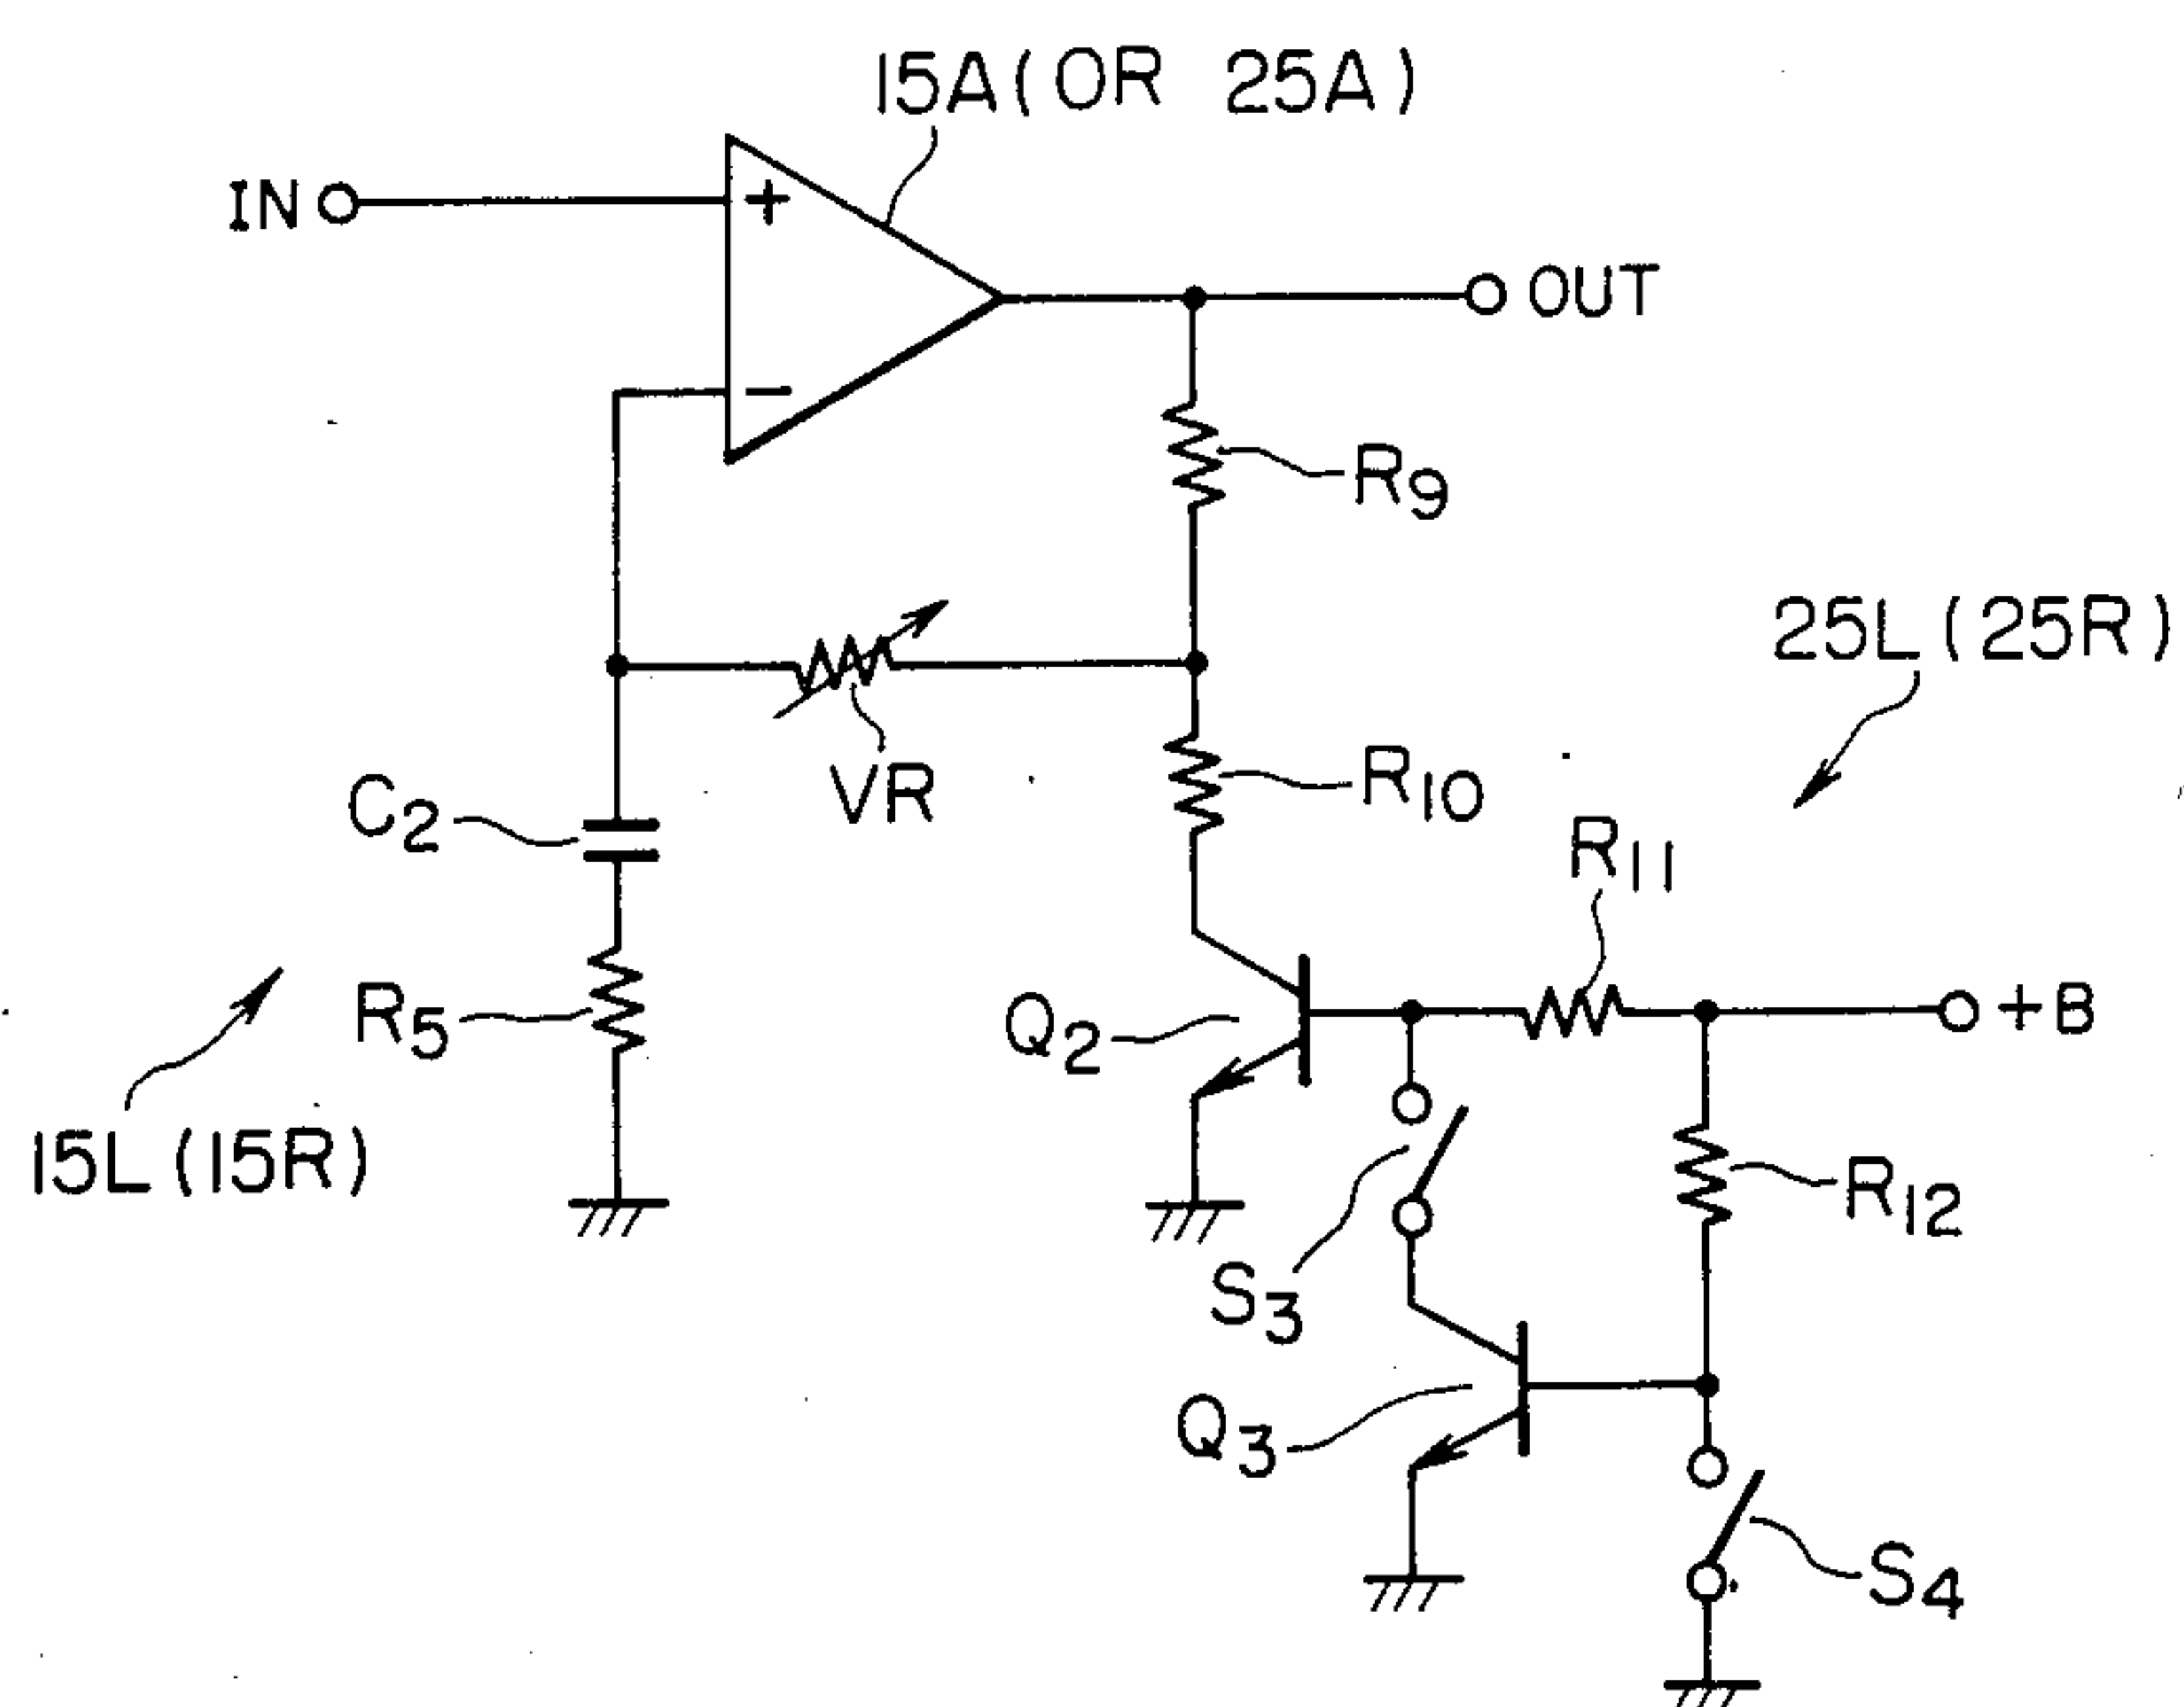 15A(OR 25A)
IN
+
OUT
−
R9
25L(25R)
VR
R10
C2
R11
R5
Q2
+B
15L(15R)
R12
S3
Q3
S4